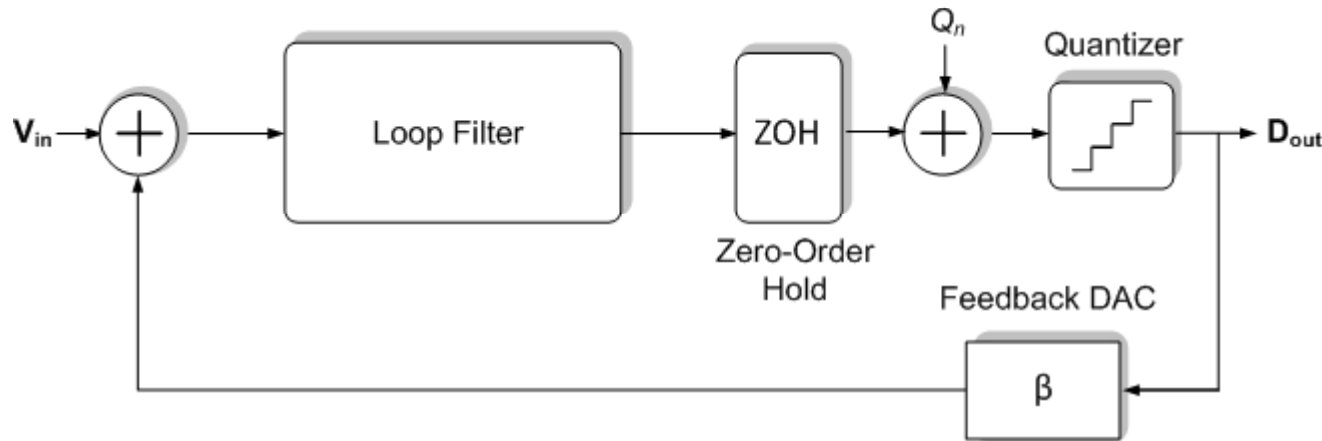 Qn
Quantizer
Vin
Loop Filter
ZOH
Dout
Zero-Order
Hold
Feedback DAC
β